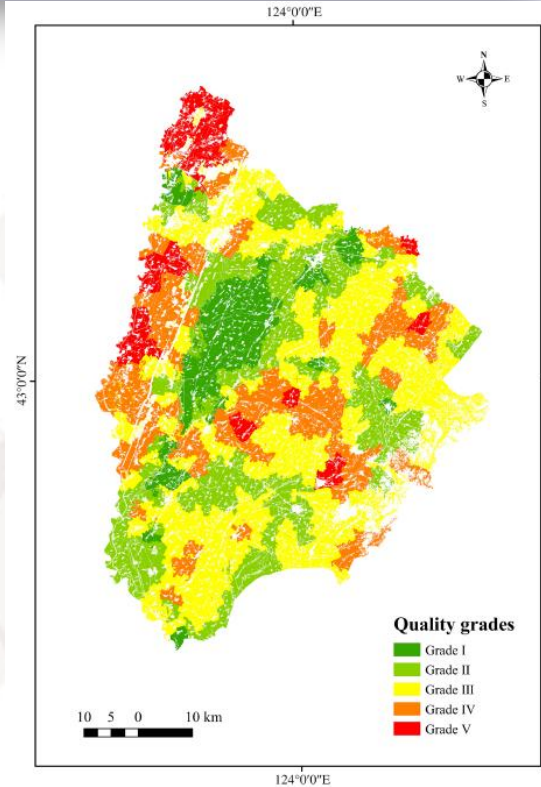 124°0'0"E
N
W E
S
43°0'0"N
Quality grades
Grade I
Grade II
Grade III
Grade IV
Grade V
10 5 0 10 km
124°0'0"E